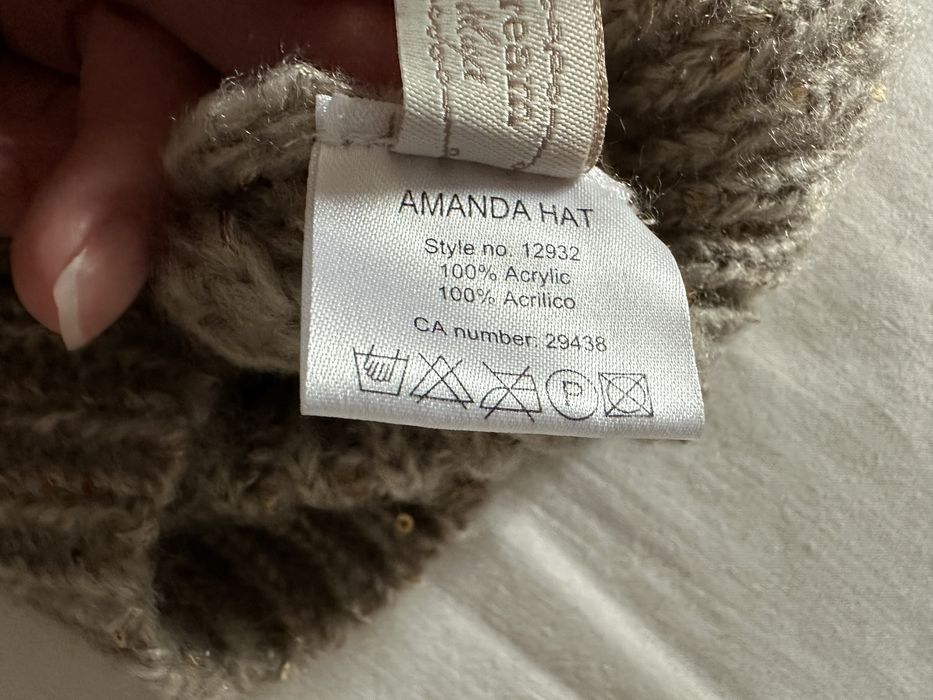 AMANDA HAT
Style no. 12932
100% Acrylic
100% Acrilico
CA number: 29438
P